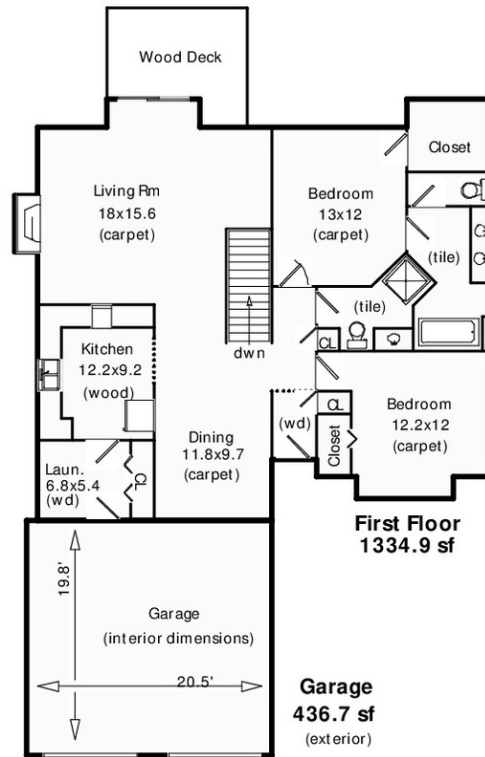 Wood Deck
Living Rm
18x15.6
(carpet)
Bedroom
13x12
(carpet)
Closet
(tile)
(tile)
dwn
CL
Kitchen
12.2x9.2
(wood)
Dining
11.8x9.7
(carpet)
Laun.
6.8x5.4
(wd)
CL
(wd)
CL
Closet
Bedroom
12.2x12
(carpet)
First Floor
1334.9 sf
19.8'
Garage
(interior dimensions)
20.5'
Garage
436.7 sf
(exterior)